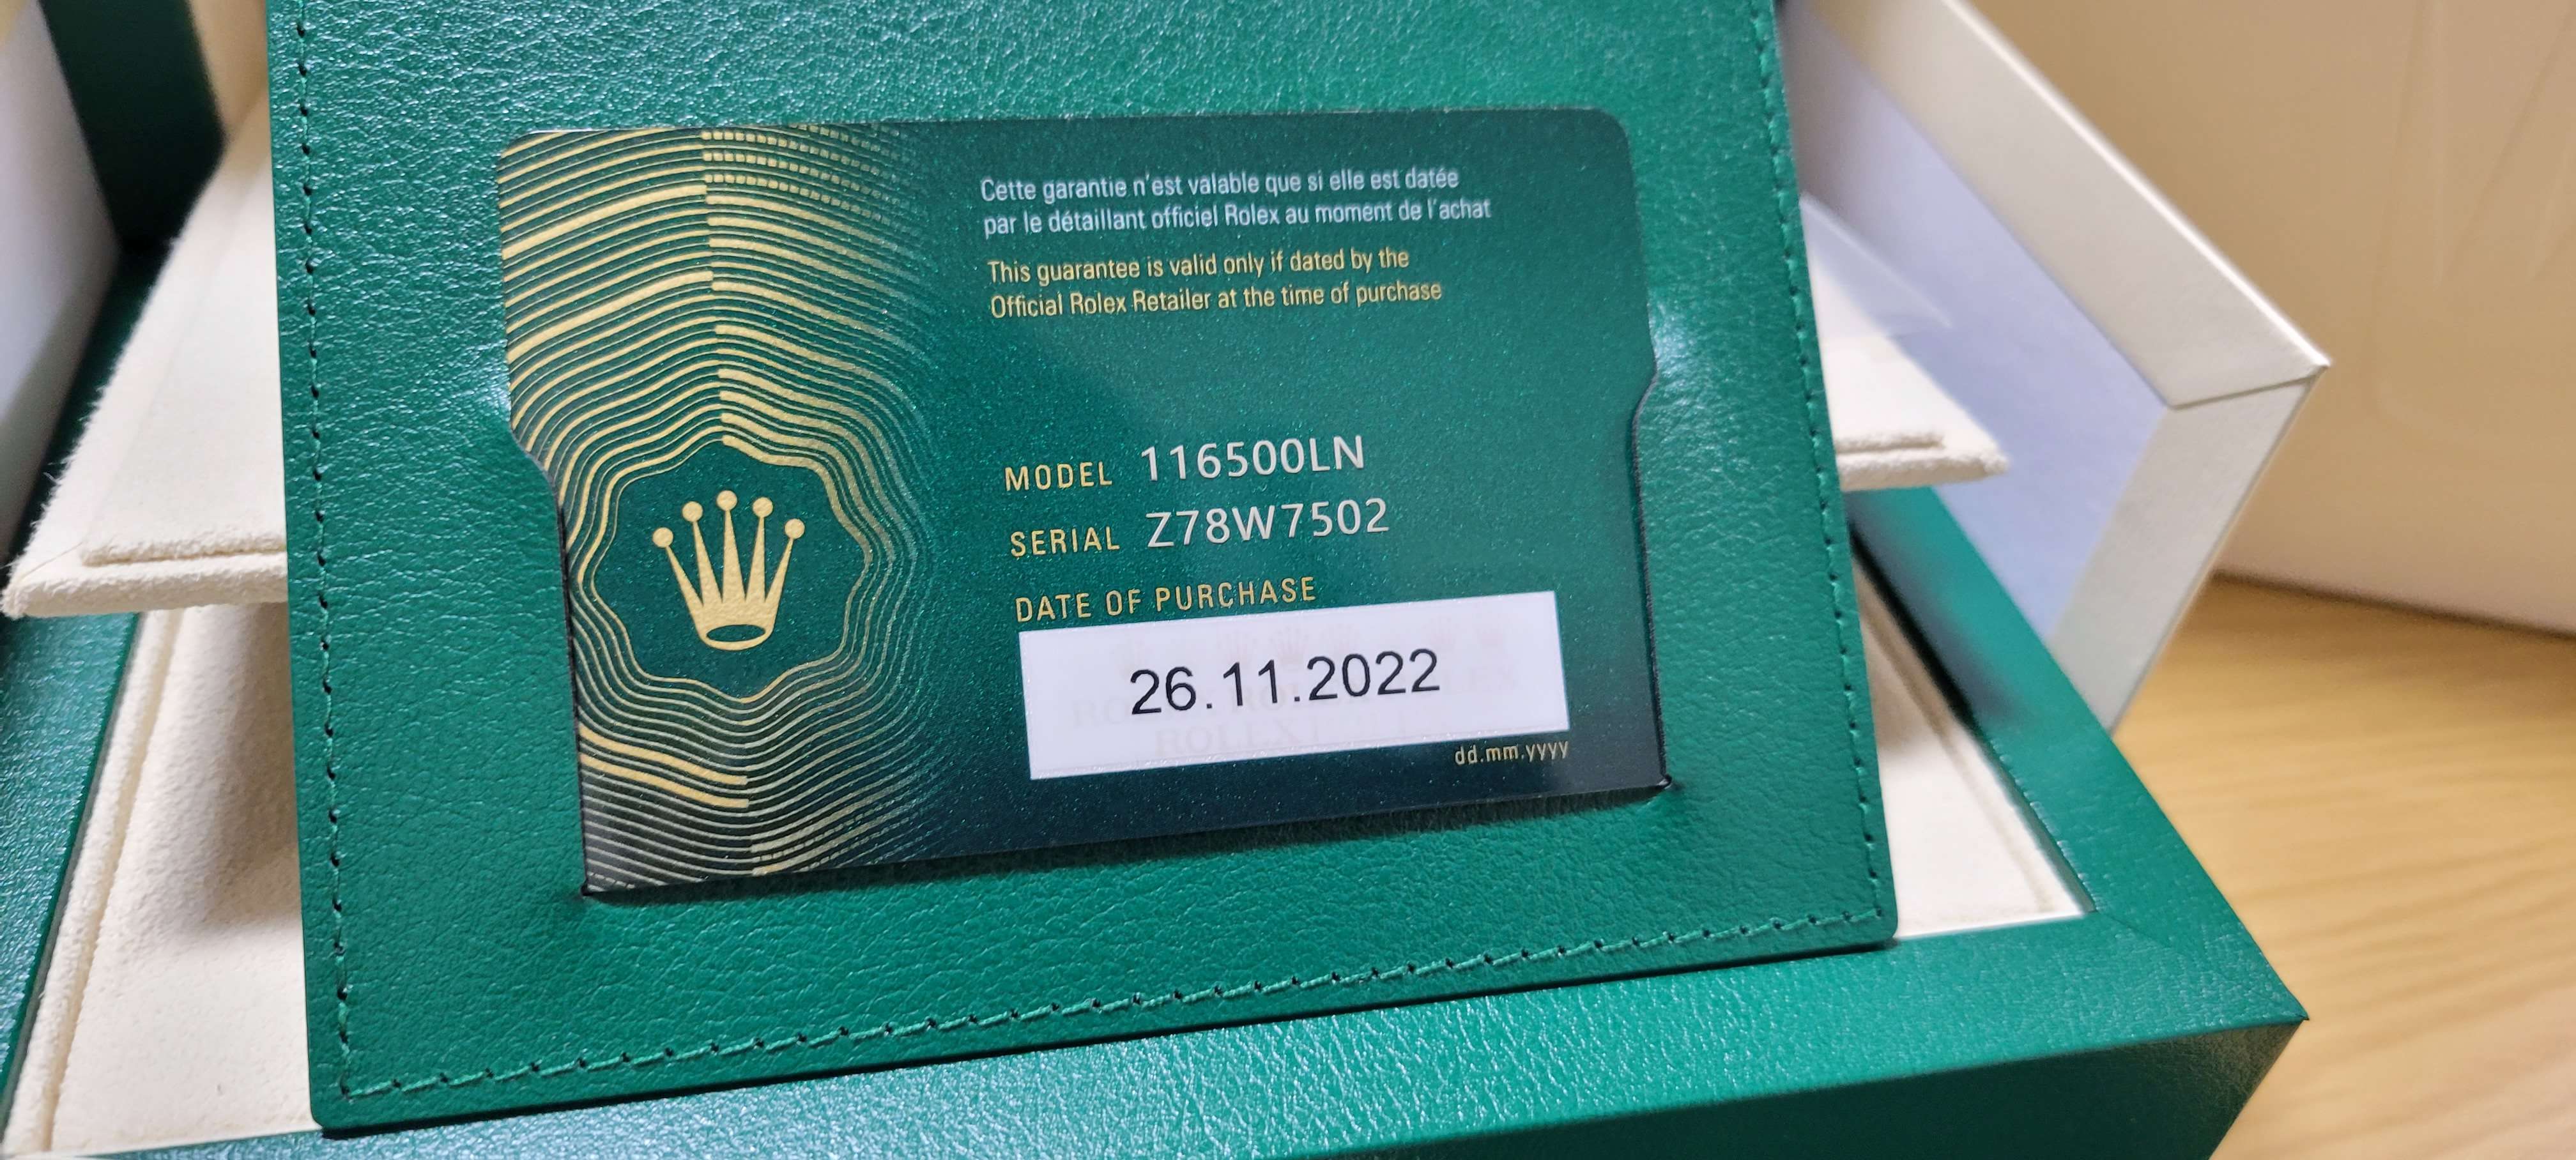 Cette garantie n'est valable que si elle est datée
par le détaillant officiel Rolex au moment de l'achat
This guarantee is valid only if dated by the
Official Rolex Retailer at the time of purchase
MODEL 116500LN
SERIAL Z78W7502
DATE OF PURCHASE
26.11.2022
ROLEX
dd.mm.yyyy